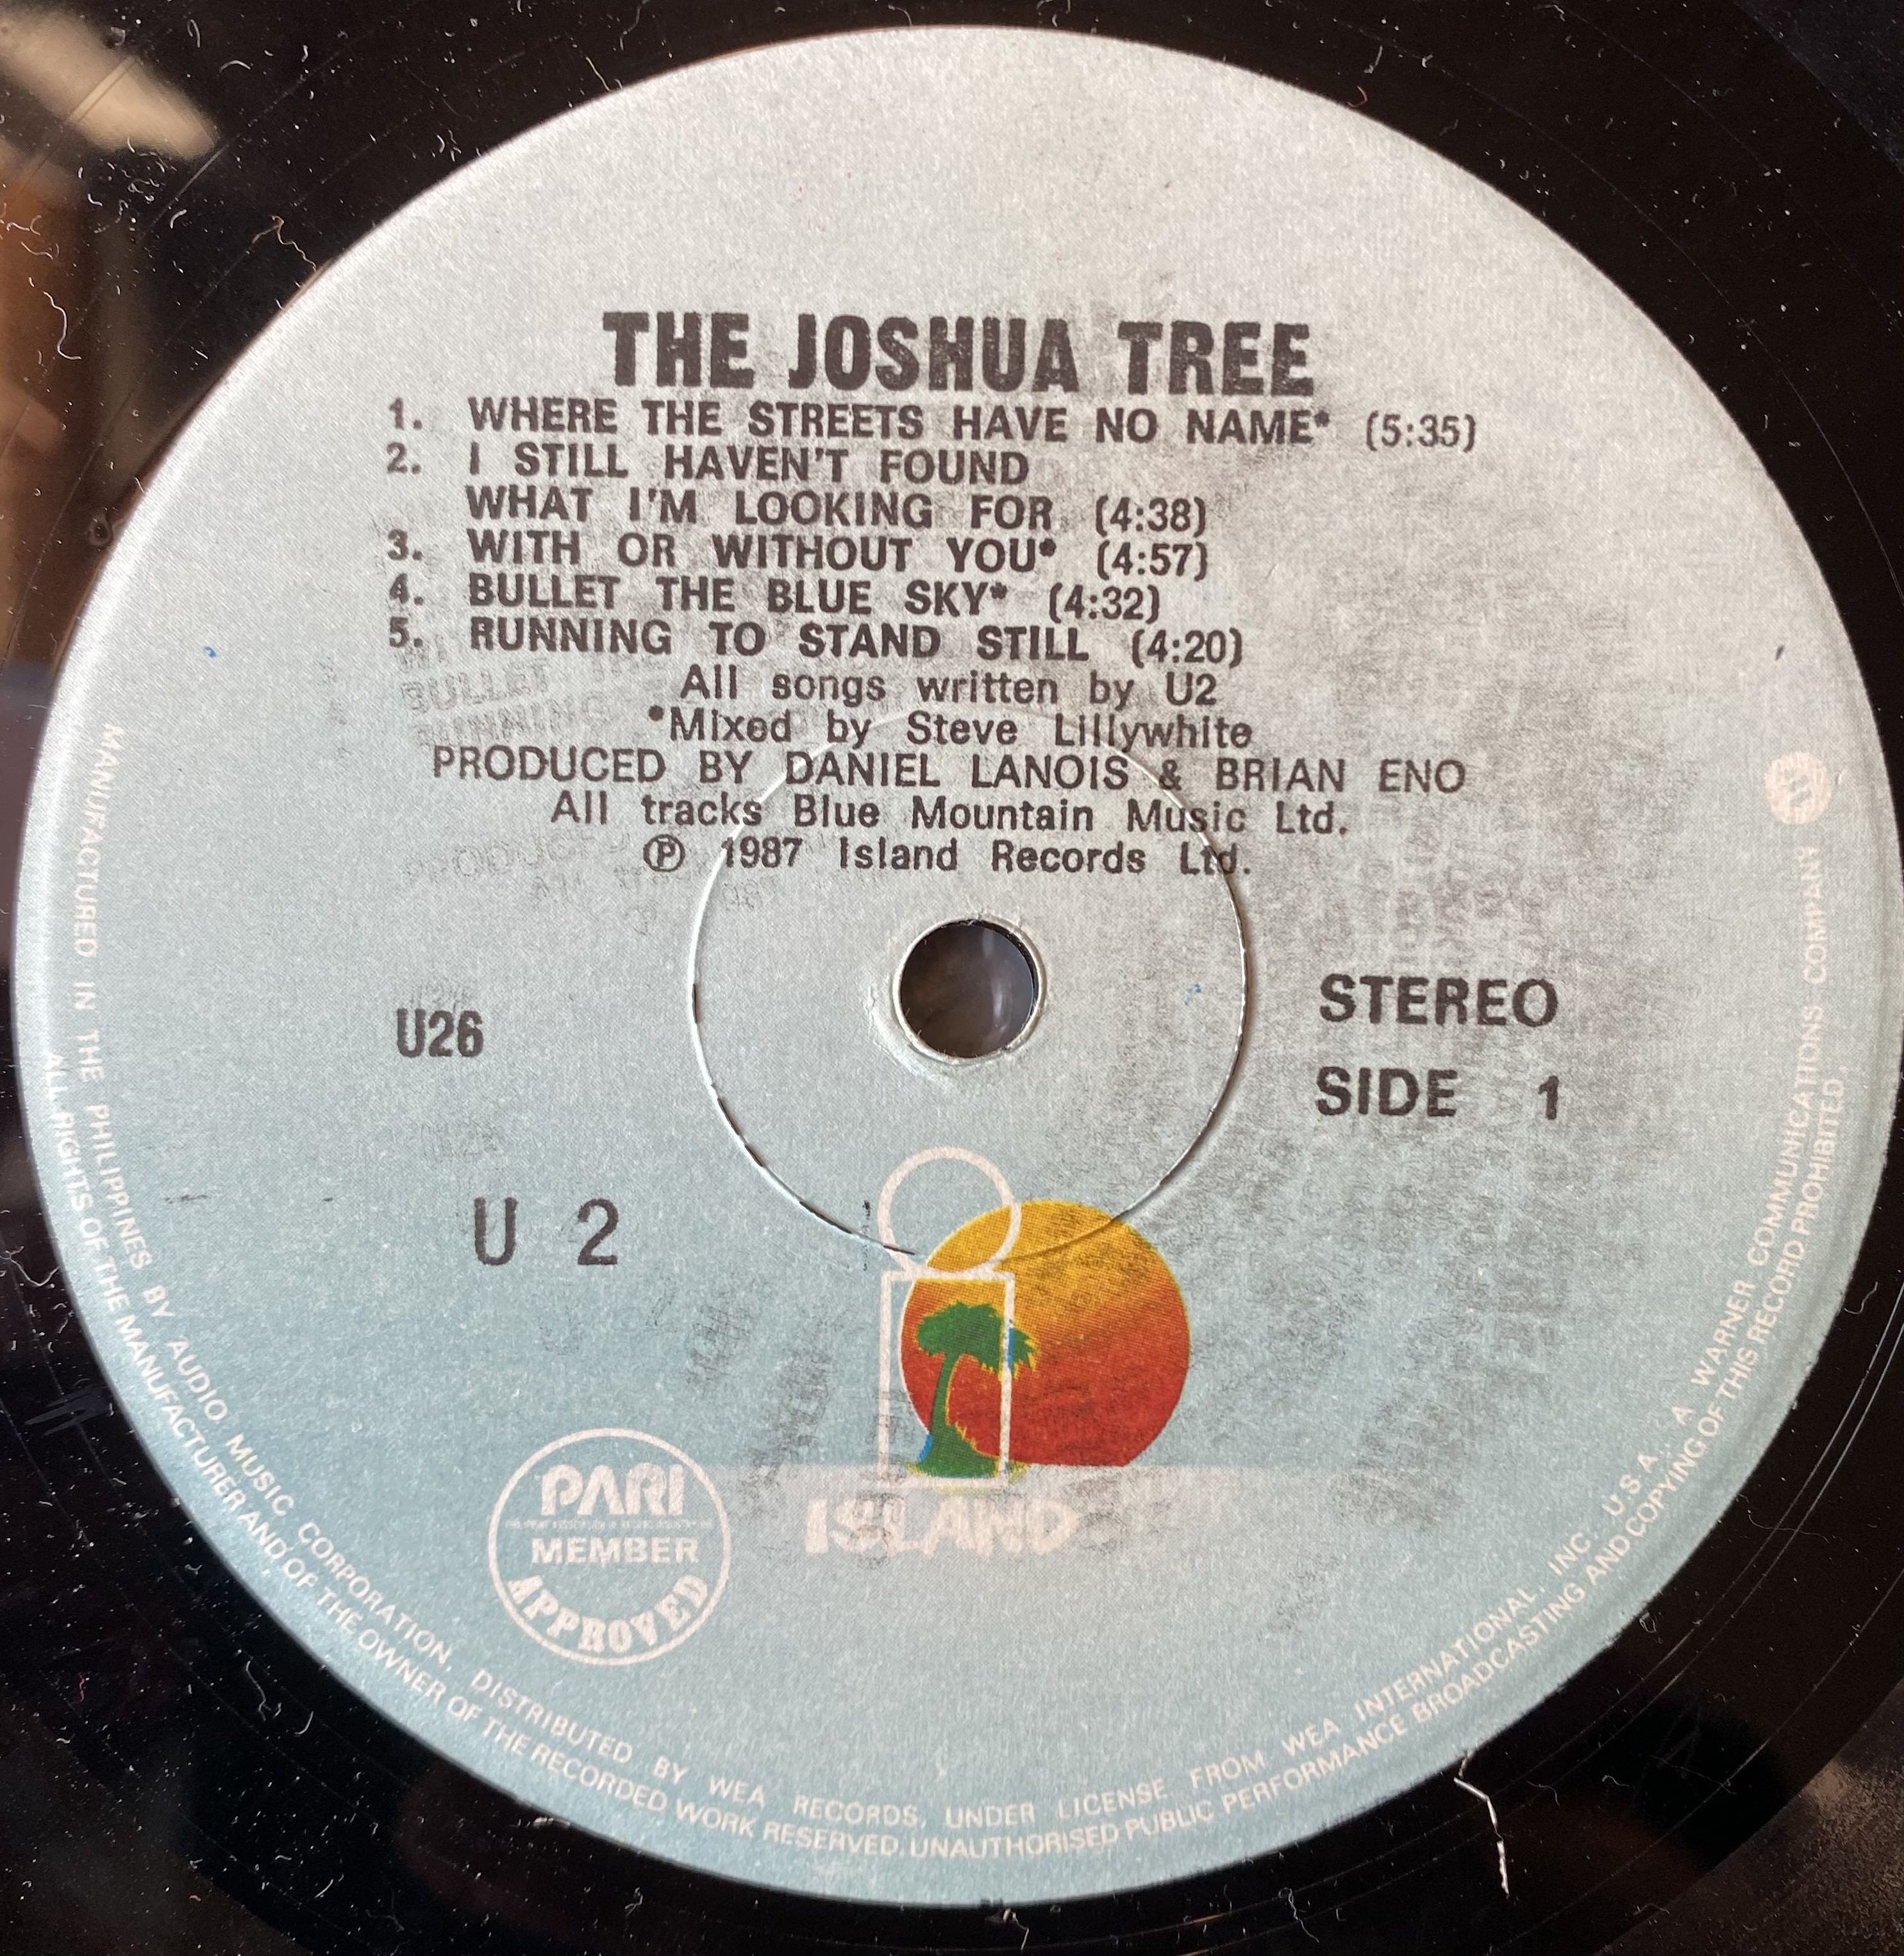 THE JOSHUA TREE
1. WHERE THE STREETS HAVE NO NAME* (5:35)
2. I STILL HAVEN'T FOUND
WHAT I'M LOOKING FOR (4:38)
3. WITH OR WITHOUT YOU* (4:57)
4. BULLET THE BLUE SKY* (4:32)
5. RUNNING TO STAND STILL (4:20)
All songs written by U2
*Mixed by Steve Lillywhite
PRODUCED BY DANIEL LANOIS & BRIAN ENO
All tracks Blue Mountain Music Ltd.
Ⓟ 1987 Island Records Ltd.
U26
STEREO
SIDE 1
U 2
ISLAND
PARI
MEMBER
APPROVED
MANUFACTURED IN THE PHILIPPINES BY AUDIO MUSIC CORPORATION, DISTRIBUTED BY WEA RECORDS, UNDER LICENSE FROM WEA INTERNATIONAL, INC. U.S.A. A WARNER COMMUNICATIONS COMPANY
ALL RIGHTS OF THE MANUFACTURER AND OF THE OWNER OF THE RECORDED WORK RESERVED. UNAUTHORISED PUBLIC PERFORMANCE BROADCASTING AND COPYING OF THIS RECORD PROHIBITED.